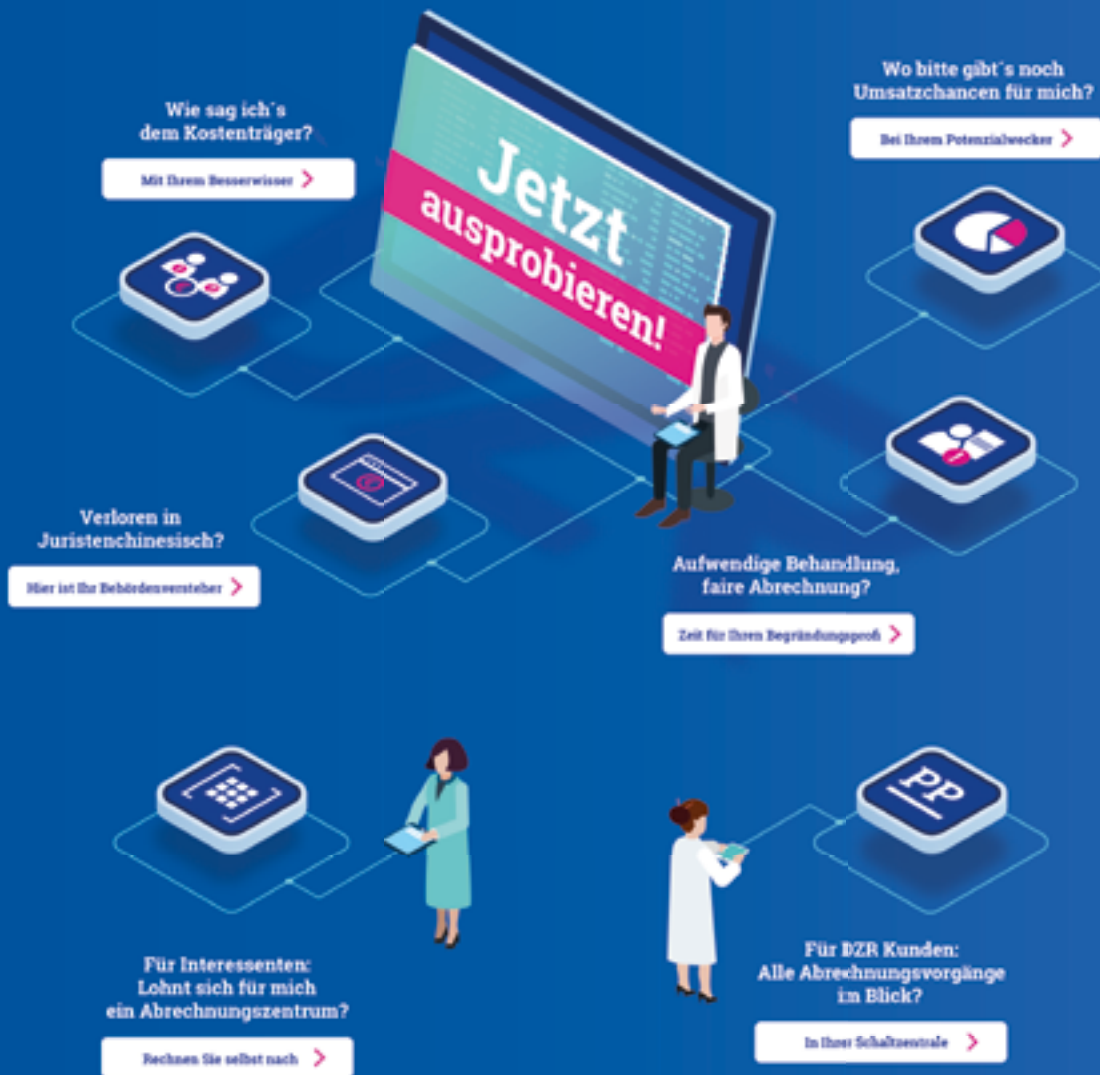 Wie sag ich´s
dem Kostenträger?
Mit Ihrem Besserwisser
Jetzt
ausprobieren!
Wo bitte gibt´s noch
Umsatzchancen für mich?
Bei Ihrem Potenzialwecker
Verloren in
Juristenchinesisch?
Hier ist Ihr Behördenversteher
Aufwendige Behandlung,
faire Abrechnung?
Zeit für Ihren Begründungsprofi
Für Interessenten:
Lohnt sich für mich
ein Abrechnungszentrum?
Rechnen Sie selbst nach
PP
Für DZR Kunden:
Alle Abrechnungsvorgänge
im Blick?
In Ihrer Schaltzentrale